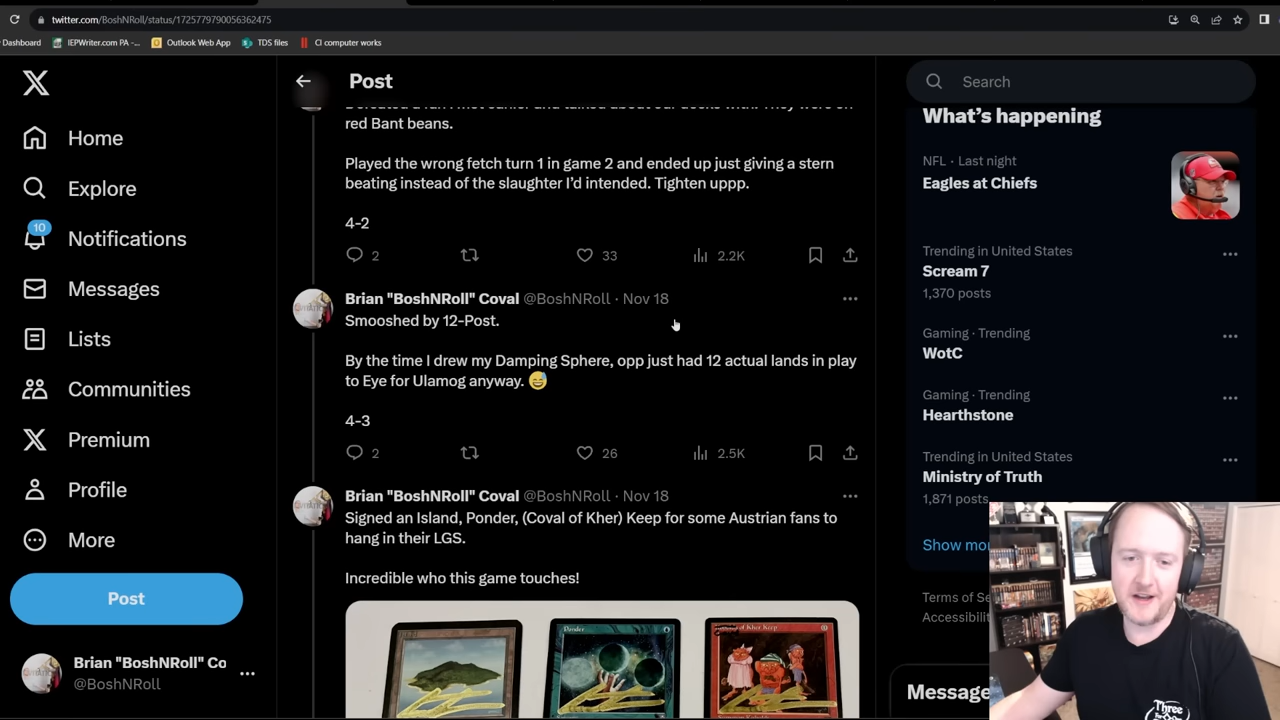 twitter.com/BoshNRoll/status/1725779790056362475
Dashboard
IEPWriter.com PA -...
Outlook Web App
TDS files
CI computer works
Post
Search
Home
Explore
10
Notifications
Messages
Lists
Communities
Premium
Profile
More
Post
Brian "BoshNRoll" Co
@BoshNRoll
red Bant beans.
Played the wrong fetch turn 1 in game 2 and ended up just giving a stern
beating instead of the slaughter I'd intended. Tighten uppp.
4-2
2 33 2.2K
Brian "BoshNRoll" Coval @BoshNRoll · Nov 18
Smooshed by 12-Post.
By the time I drew my Damping Sphere, opp just had 12 actual lands in play
to Eye for Ulamog anyway. 😅
4-3
2 26 2.5K
Brian "BoshNRoll" Coval @BoshNRoll · Nov 18
Signed an Island, Ponder, (Coval of Kher) Keep for some Austrian fans to
hang in their LGS.
Incredible who this game touches!
Ponder
of Kher Keep
What's happening
NFL · Last night
Eagles at Chiefs
Trending in United States
Scream 7
1,370 posts
Gaming · Trending
WotC
Gaming · Trending
Hearthstone
Trending in United States
Ministry of Truth
1,871 posts
Show mo
Terms of Se
Accessibili
Message
Three